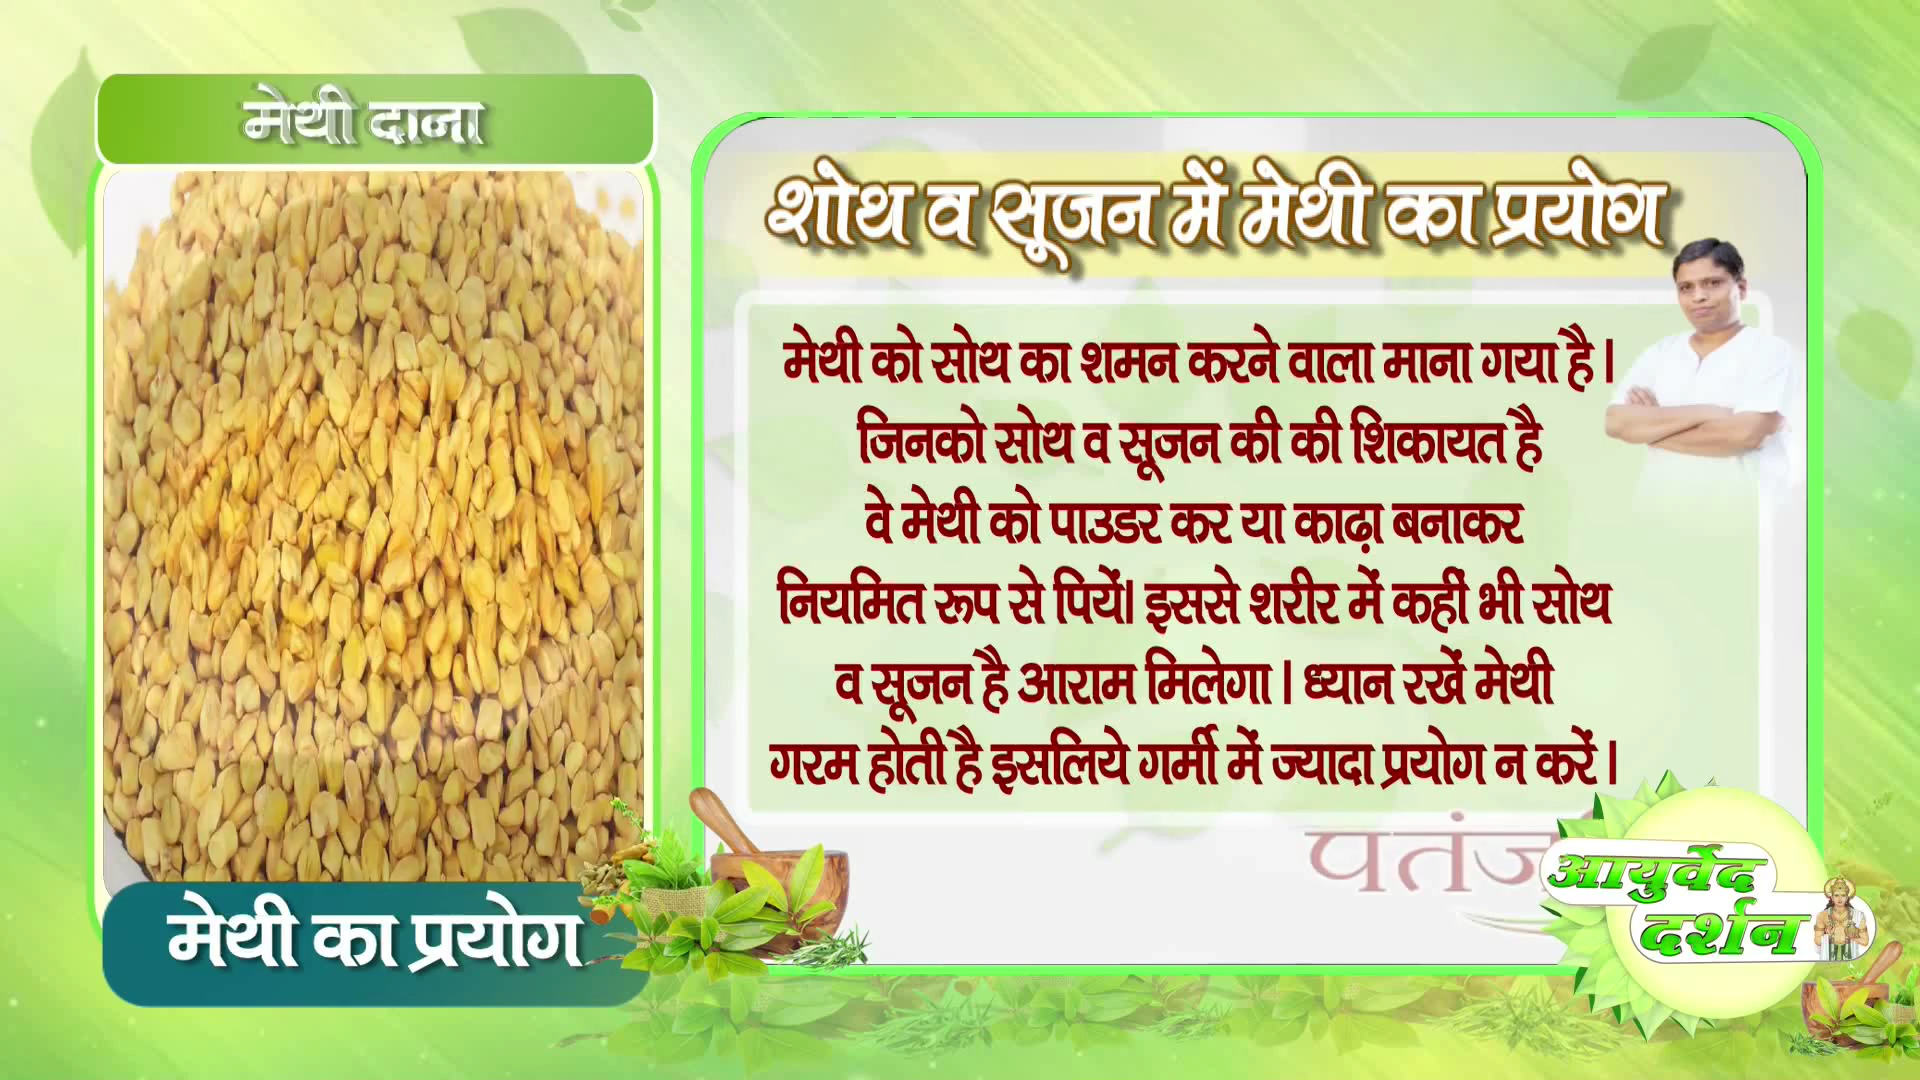 मेथी दाना
शोथ व सूजन में मेथी का प्रयोग
मेथी को सोथ का शमन करने वाला माना गया है।
जिनको सोथ व सूजन की की शिकायत है
वे मेथी को पाउडर कर या काढ़ा बनाकर
नियमित रूप से पियें। इससे शरीर में कहीं भी सोथ
व सूजन है आराम मिलेगा। ध्यान रखें मेथी
गरम होती है इसलिये गर्मी में ज्यादा प्रयोग न करें।
मेथी का प्रयोग
आयुर्वेद
दर्शन